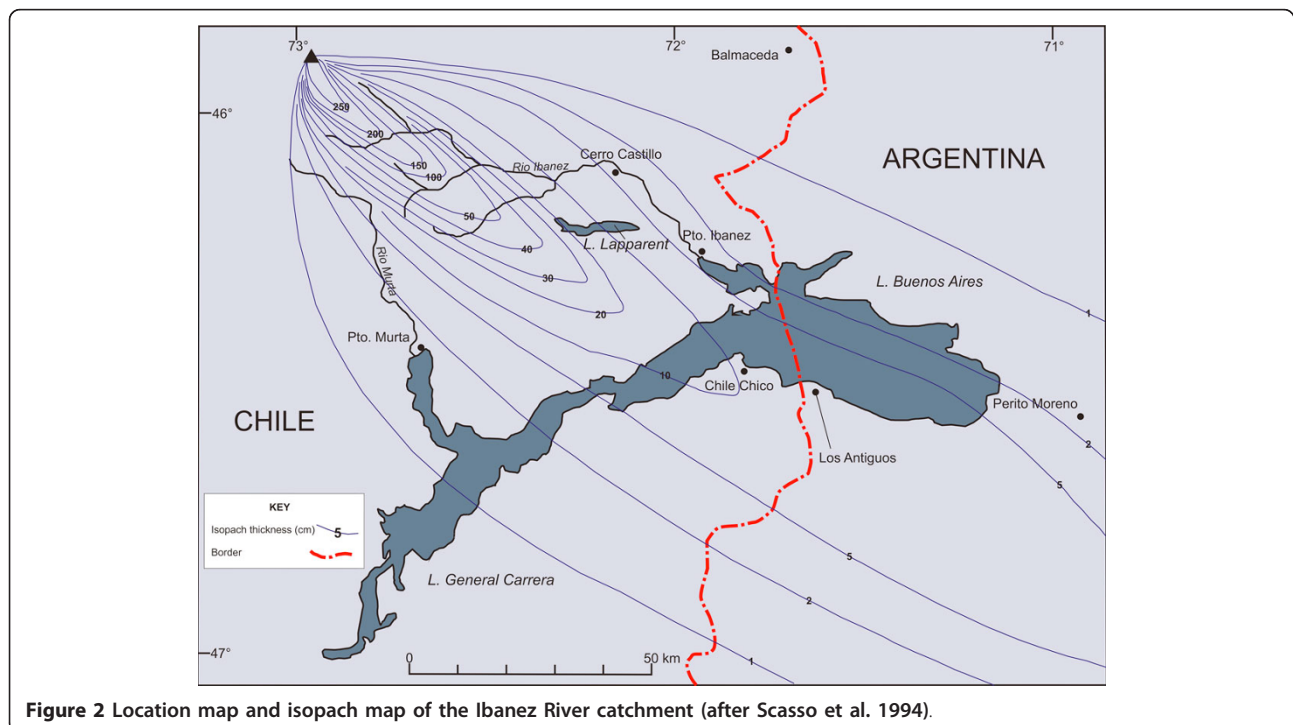 73°
72°
71°
Balmaceda
46°
250
200
150
100
50
40
30
20
10
Rio Ibanez
Cerro Castillo
ARGENTINA
L. Lapparent
Pto. Ibanez
L. Buenos Aires
Rio Murta
Pto. Murta
1
Chile Chico
Perito Moreno
CHILE
2
Los Antiguos
5
KEY
Isopach thickness (cm)
5
Border
5
L. General Carrera
2
47°
0
50 km
1
Figure 2 Location map and isopach map of the Ibanez River catchment (after Scasso et al. 1994).